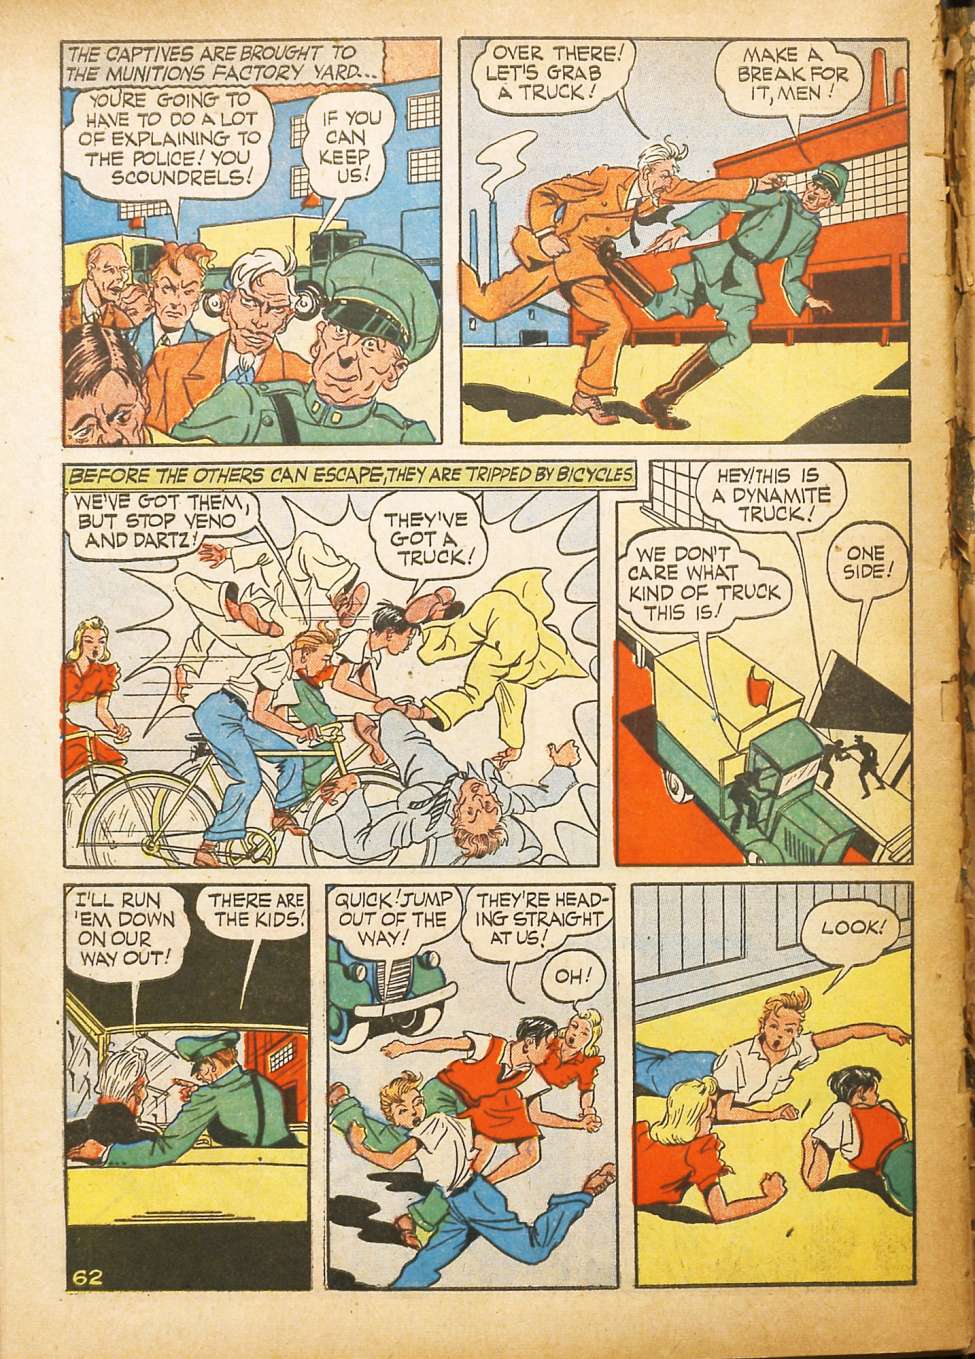 THE CAPTIVES ARE BROUGHT TO
THE MUNITIONS FACTORY YARD...
YOU'RE GOING TO
HAVE TO DO A LOT
OF EXPLAINING TO
THE POLICE! YOU
SCOUNDRELS!
IF YOU
CAN
KEEP
US!
OVER THERE!
LET'S GRAB
A TRUCK!
MAKE A
BREAK FOR
IT, MEN!
BEFORE THE OTHERS CAN ESCAPE, THEY ARE TRIPPED BY BICYCLES
WE'VE GOT THEM,
BUT STOP VENO
AND DARTZ!
THEY'VE
GOT A
TRUCK!
HEY! THIS IS
A DYNAMITE
TRUCK!
WE DON'T
CARE WHAT
KIND OF TRUCK
THIS IS!
ONE
SIDE!
I'LL RUN
'EM DOWN
ON OUR
WAY OUT!
THERE ARE
THE KIDS!
QUICK! JUMP
OUT OF THE
WAY!
THEY'RE HEAD-
ING STRAIGHT
AT US!
OH!
LOOK!
62